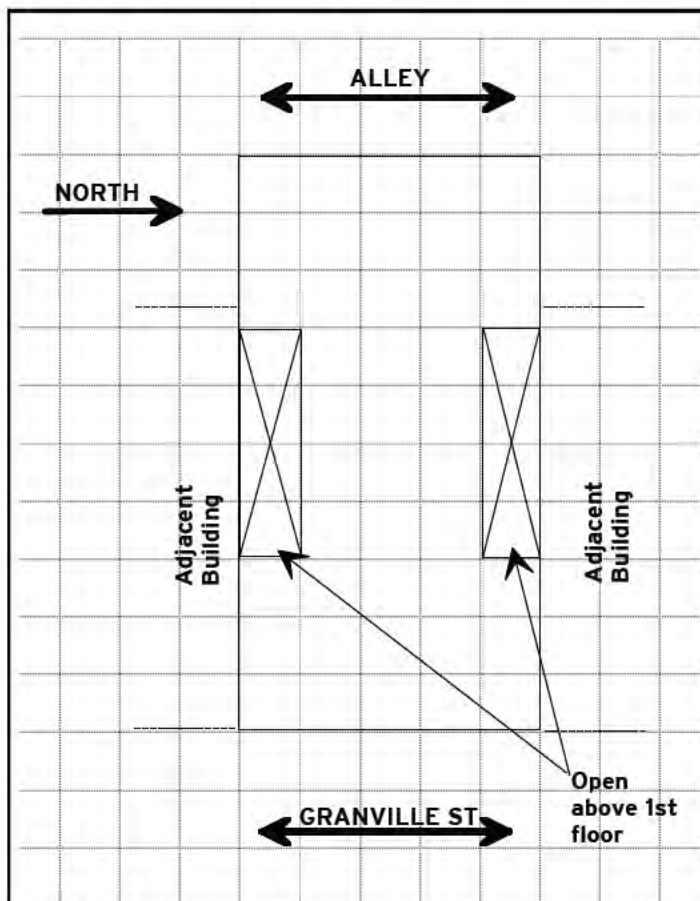 ALLEY
NORTH
Adjacent
Building
Adjacent
Building
Open
above 1st
floor
GRANVILLE ST